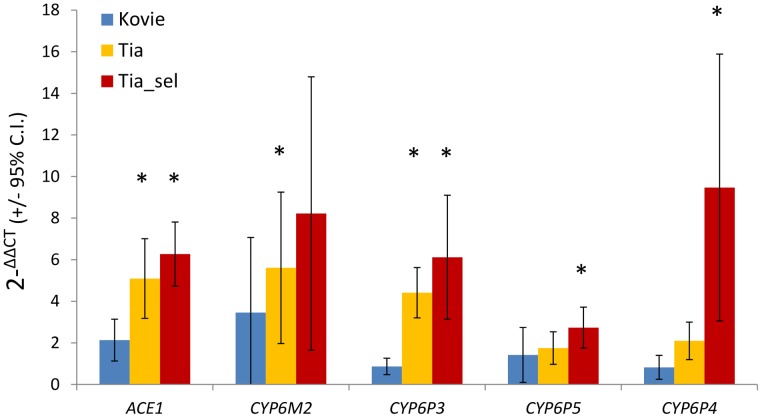 18
16
14
12
10
8
6
4
2
0
2-ΔΔCT (+/- 95% C.I.)
Kovie
Tia
Tia_sel
* * * * * * *
ACE1 CYP6M2 CYP6P3 CYP6P5 CYP6P4